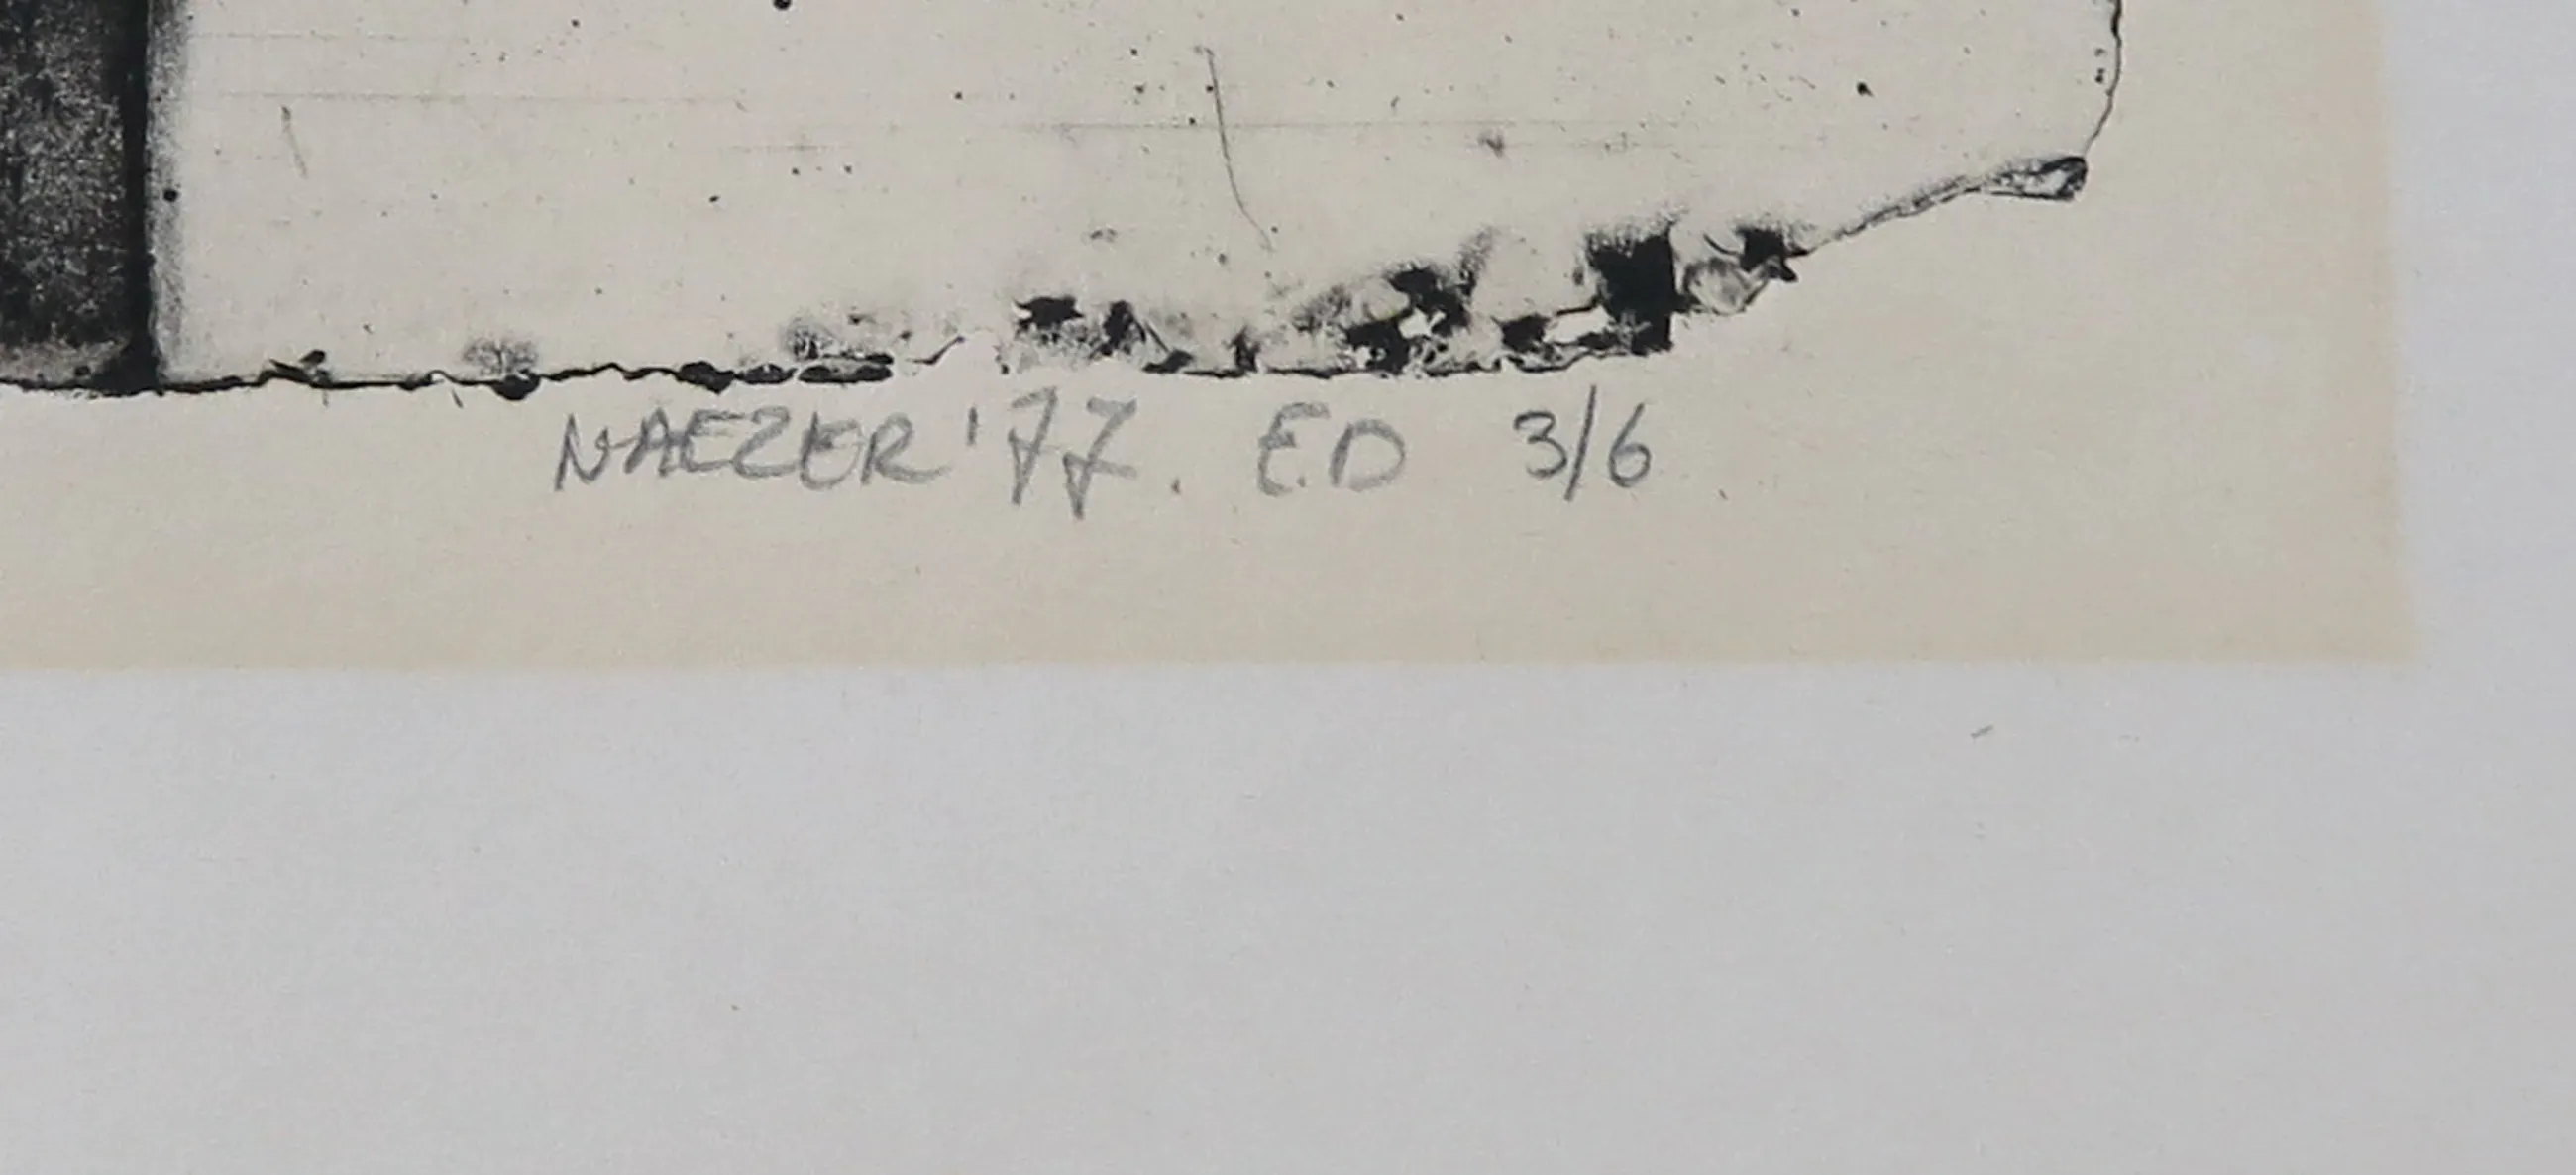 NAEZER '77. E.D 3/6